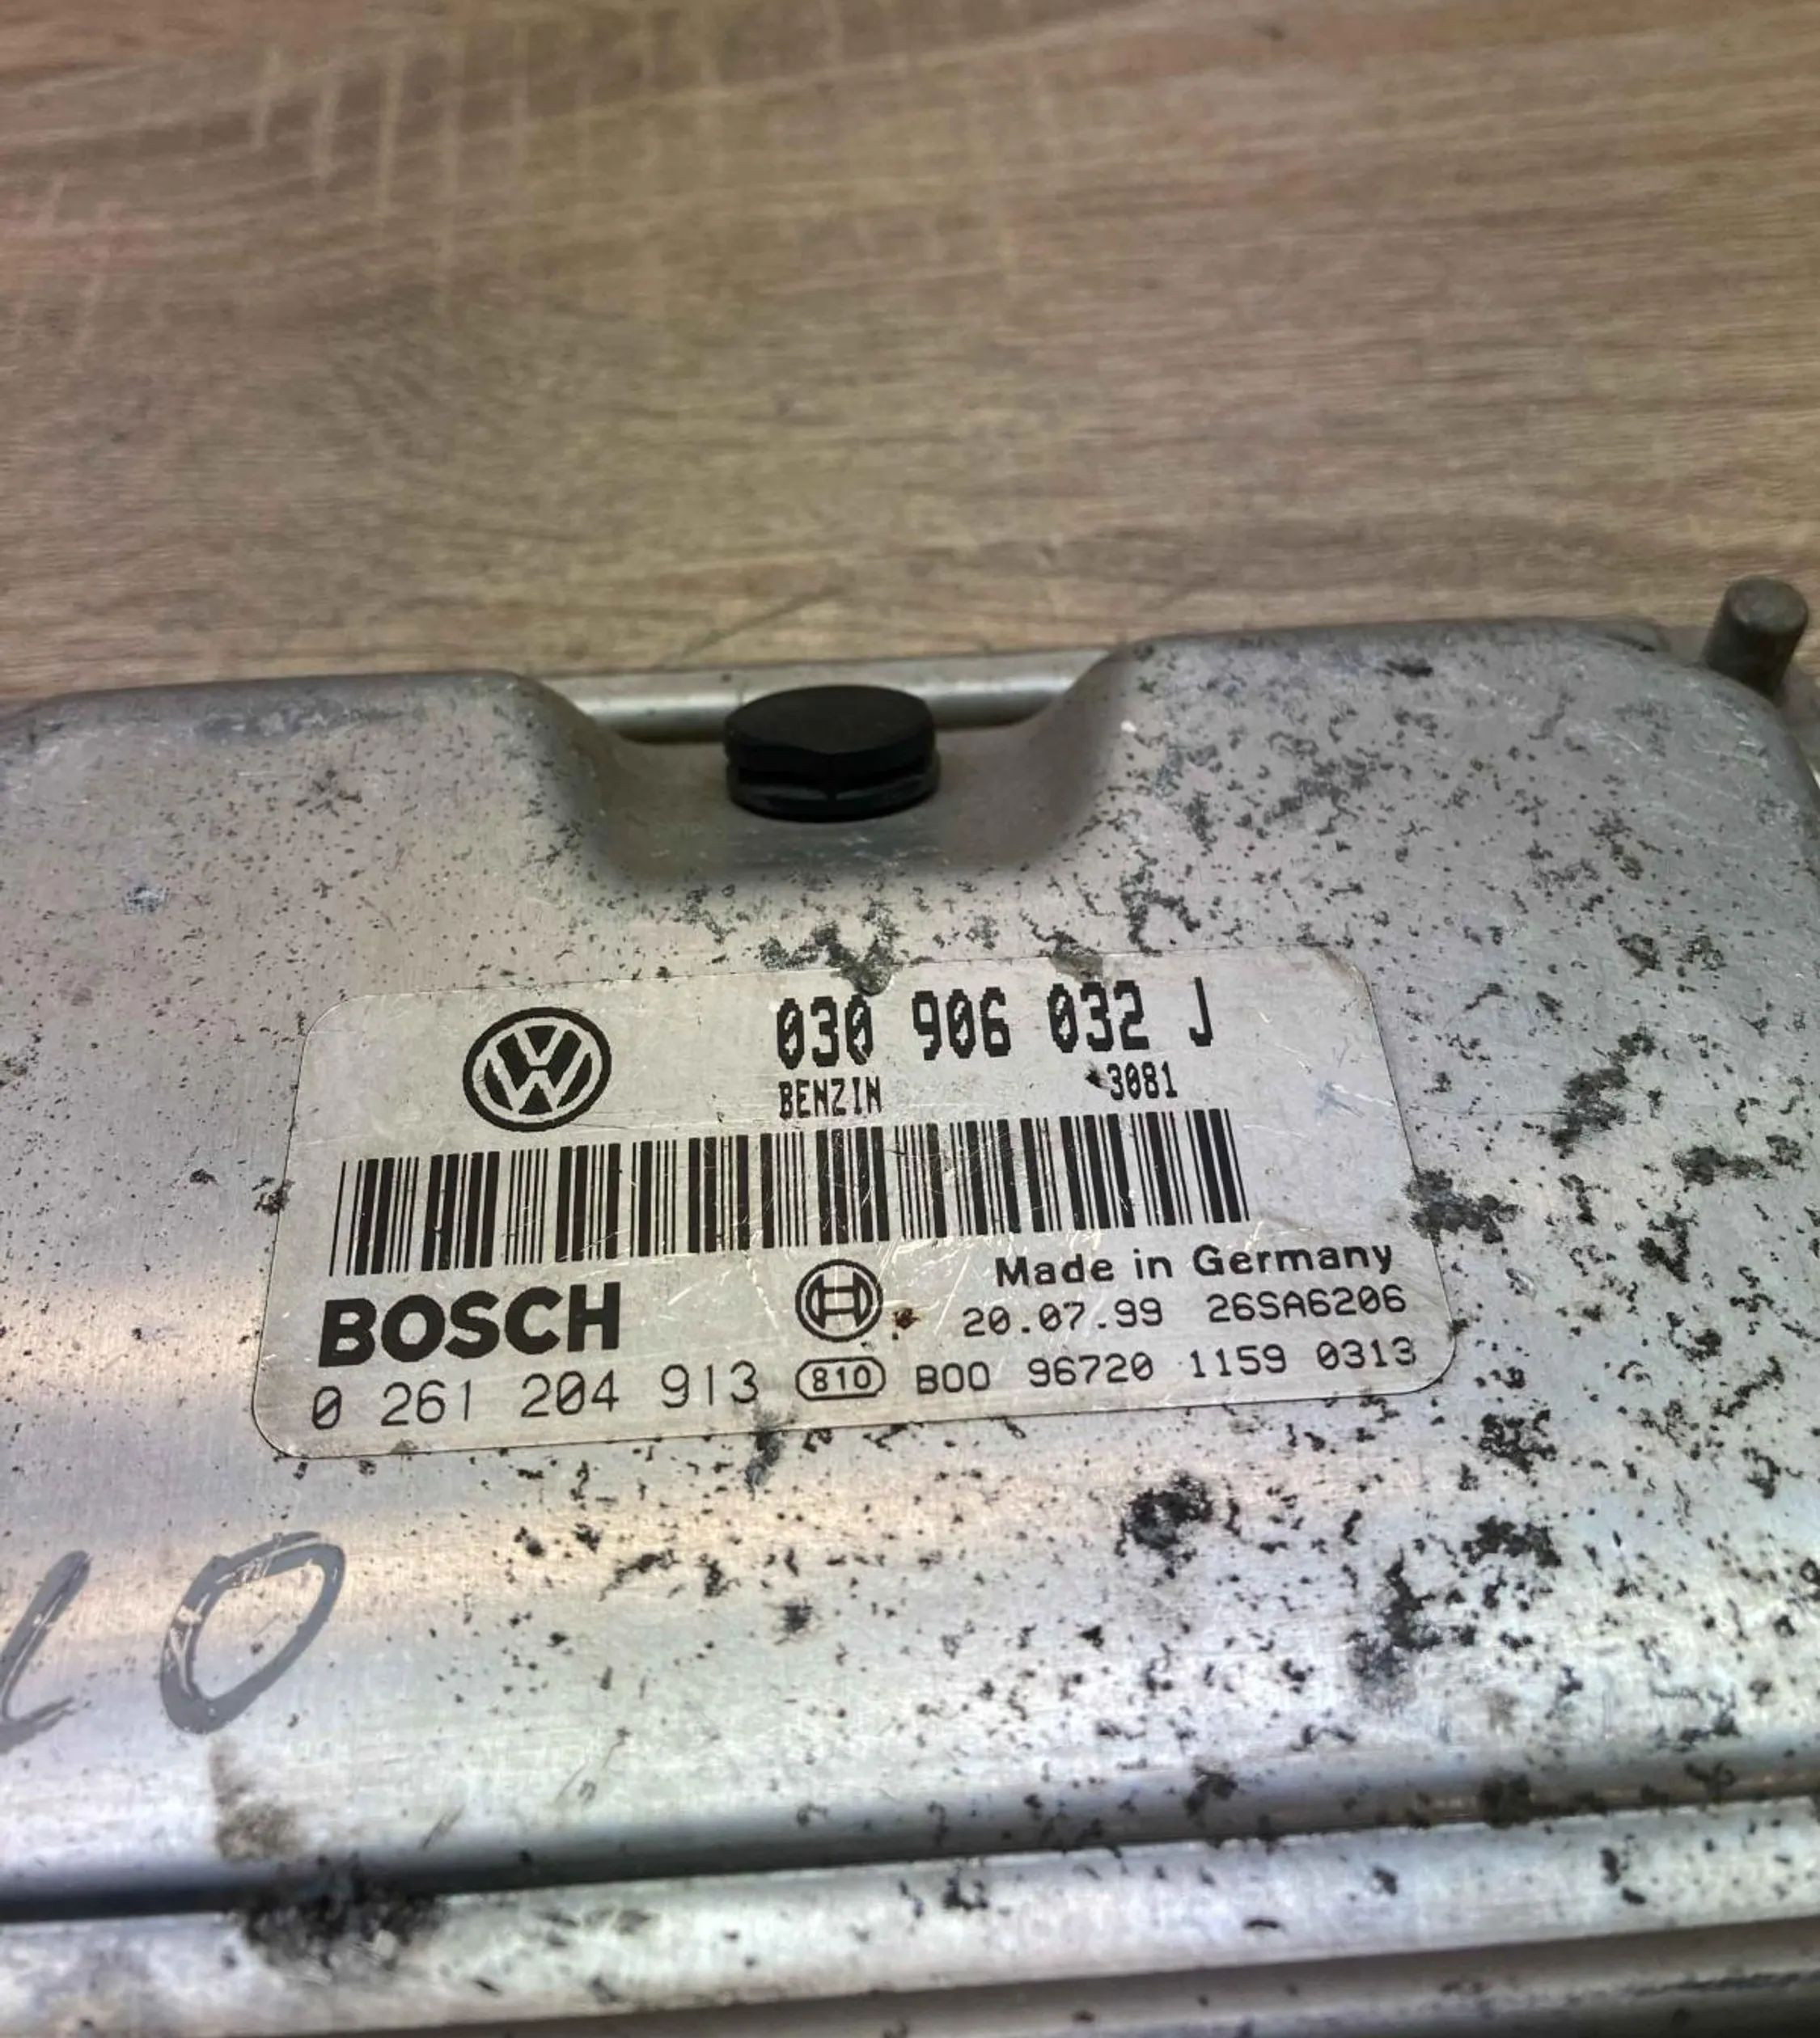 030 906 032 J
BENZIN 3081
Made in Germany
BOSCH 20.07.99 26SA6206
0 261 204 913 810 B00 96720 1159 0313
LO